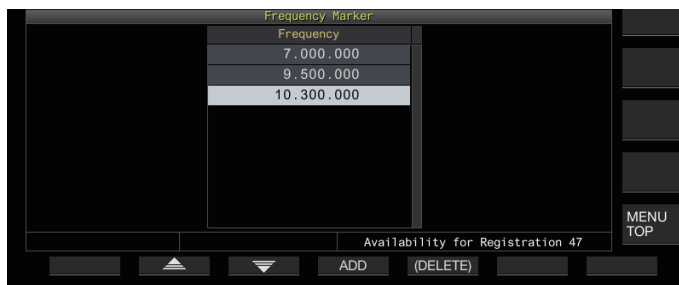 Frequency Marker
Frequency
7.000.000
9.500.000
10.300.000
MENU
TOP
Availability for Registration 47
ADD
(DELETE)